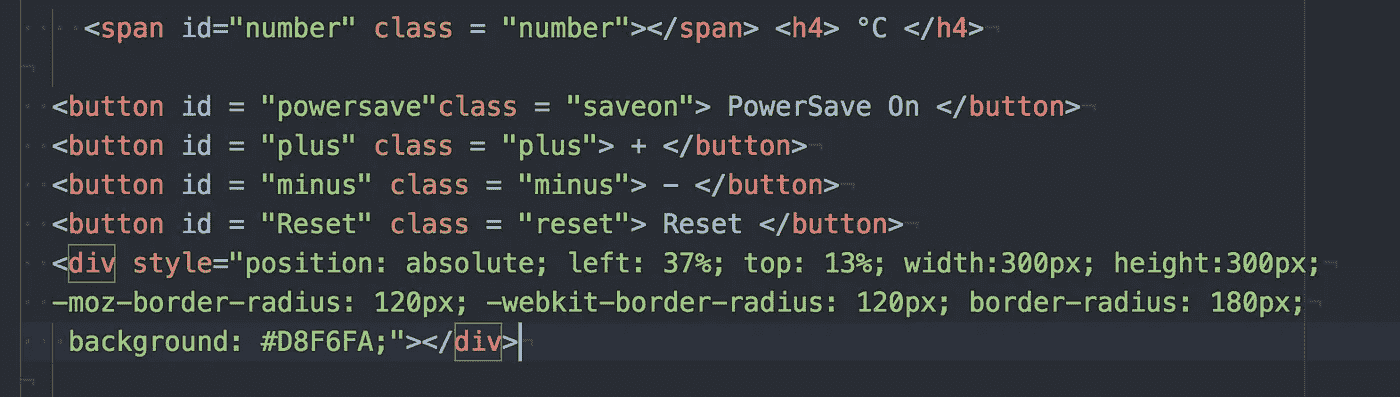 <span id="number" class = "number"></span> <h4> °C </h4>
<button id = "powersave"class = "saveon"> PowerSave On </button>
<button id = "plus" class = "plus"> + </button>
<button id = "minus" class = "minus"> - </button>
<button id = "Reset" class = "reset"> Reset </button>
<div style="position: absolute; left: 37%; top: 13%; width:300px; height:300px;
-moz-border-radius: 120px; -webkit-border-radius: 120px; border-radius: 180px;
background: #D8F6FA;"></div>